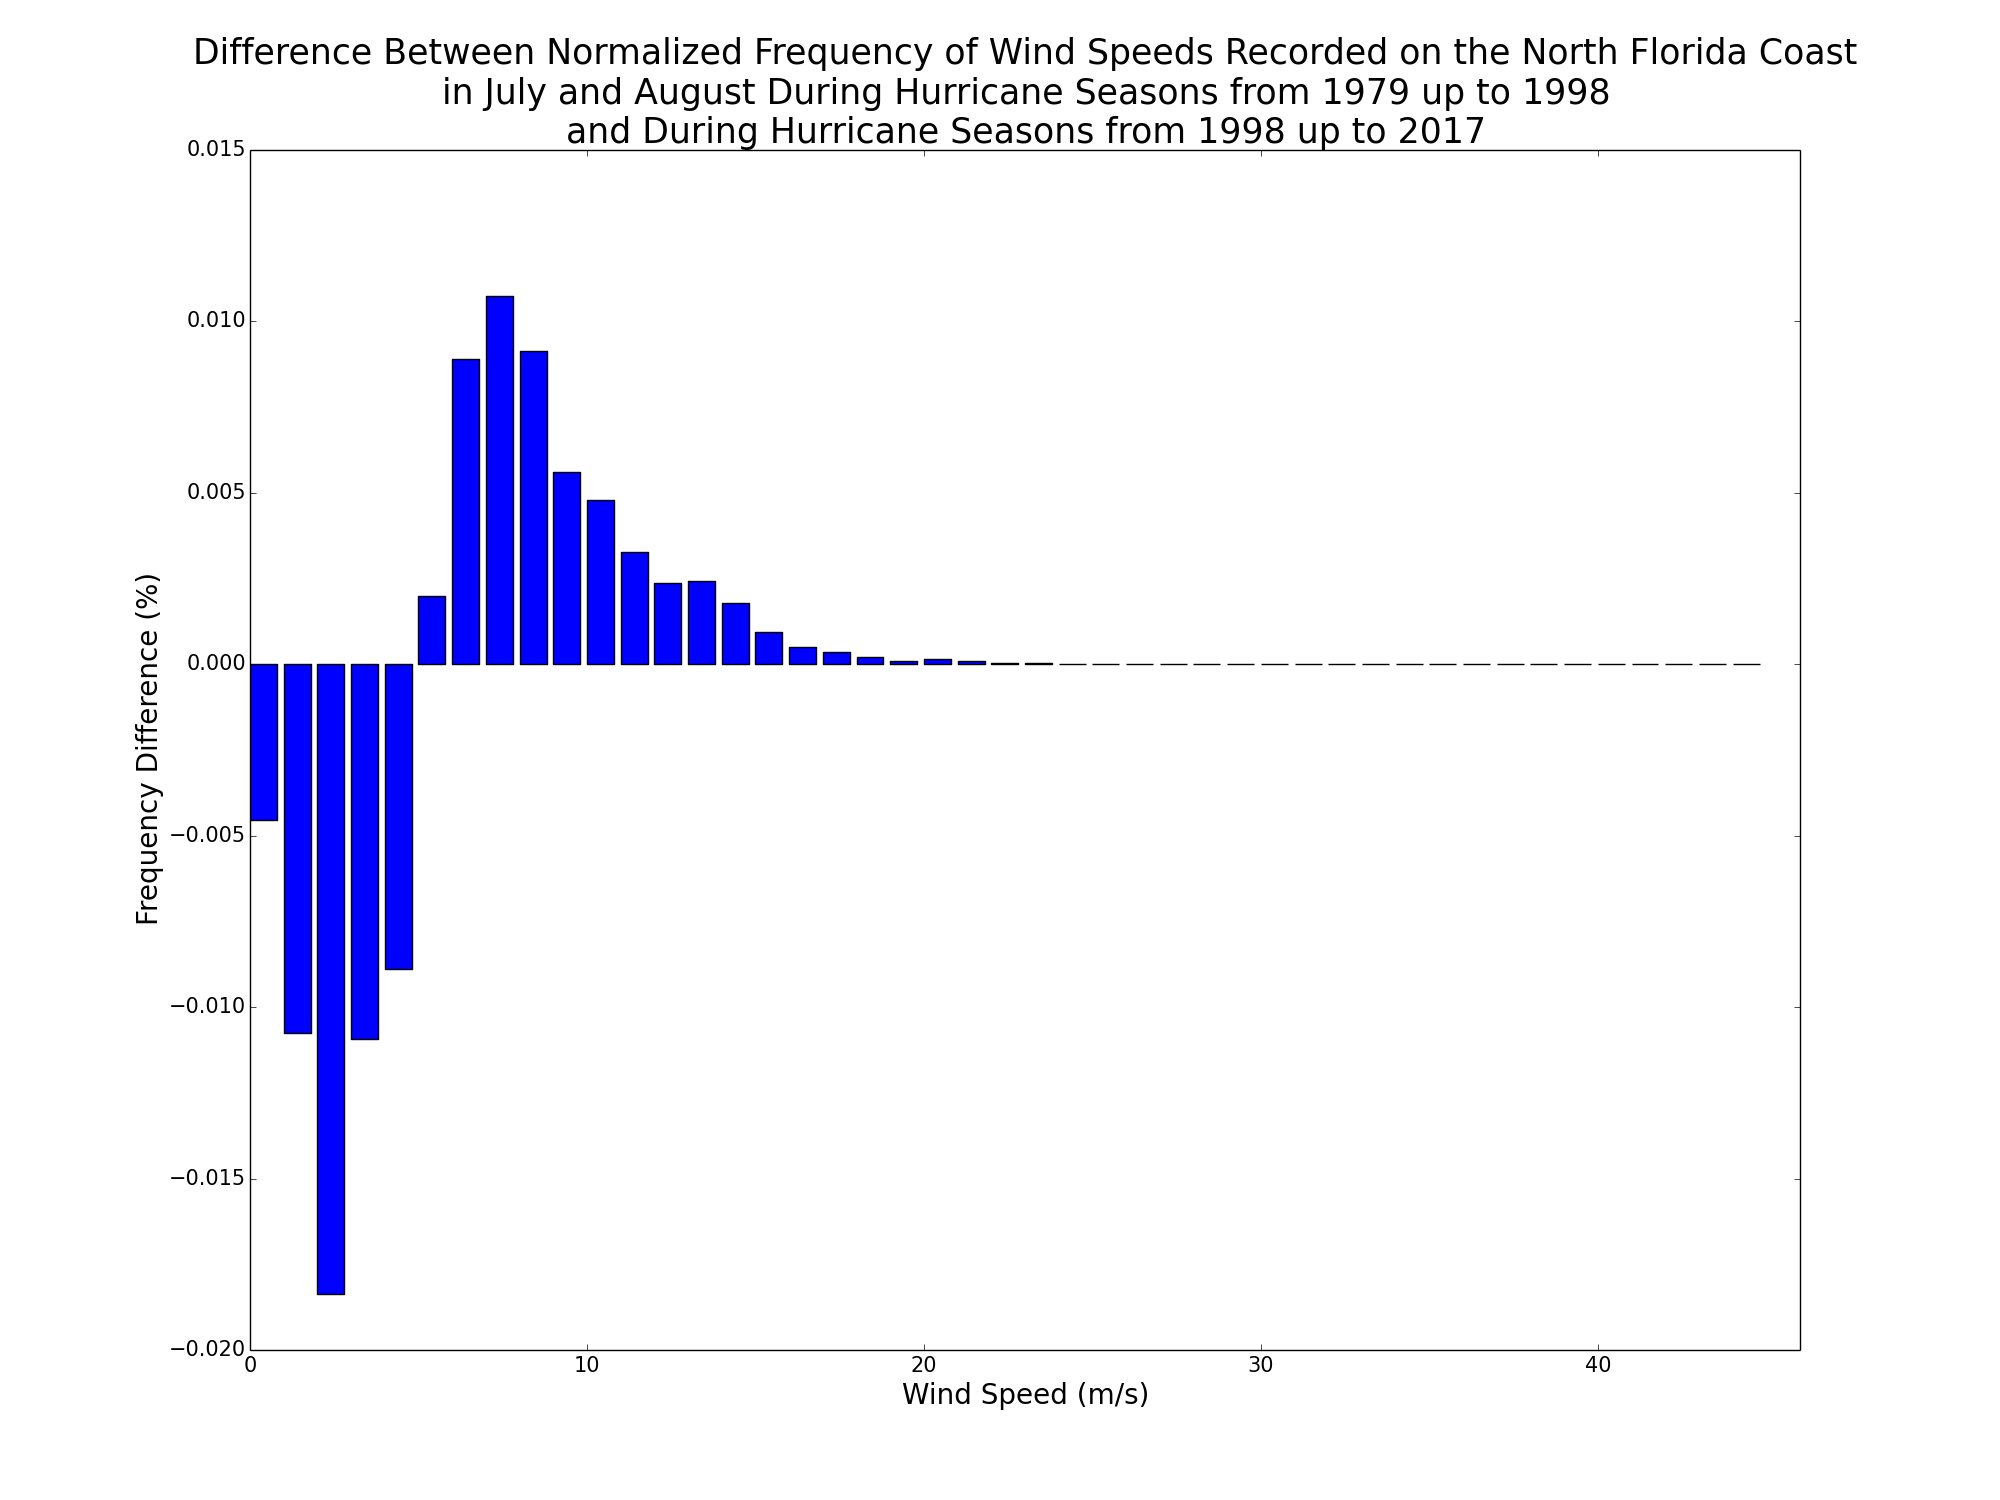 Difference Between Normalized Frequency of Wind Speeds Recorded on the North Florida Coast
in July and August During Hurricane Seasons from 1979 up to 1998
and During Hurricane Seasons from 1998 up to 2017
0.015
0.010
0.005
0.000
−0.005
−0.010
−0.015
−0.020
Frequency Difference (%)
0 10 20 30 40
Wind Speed (m/s)